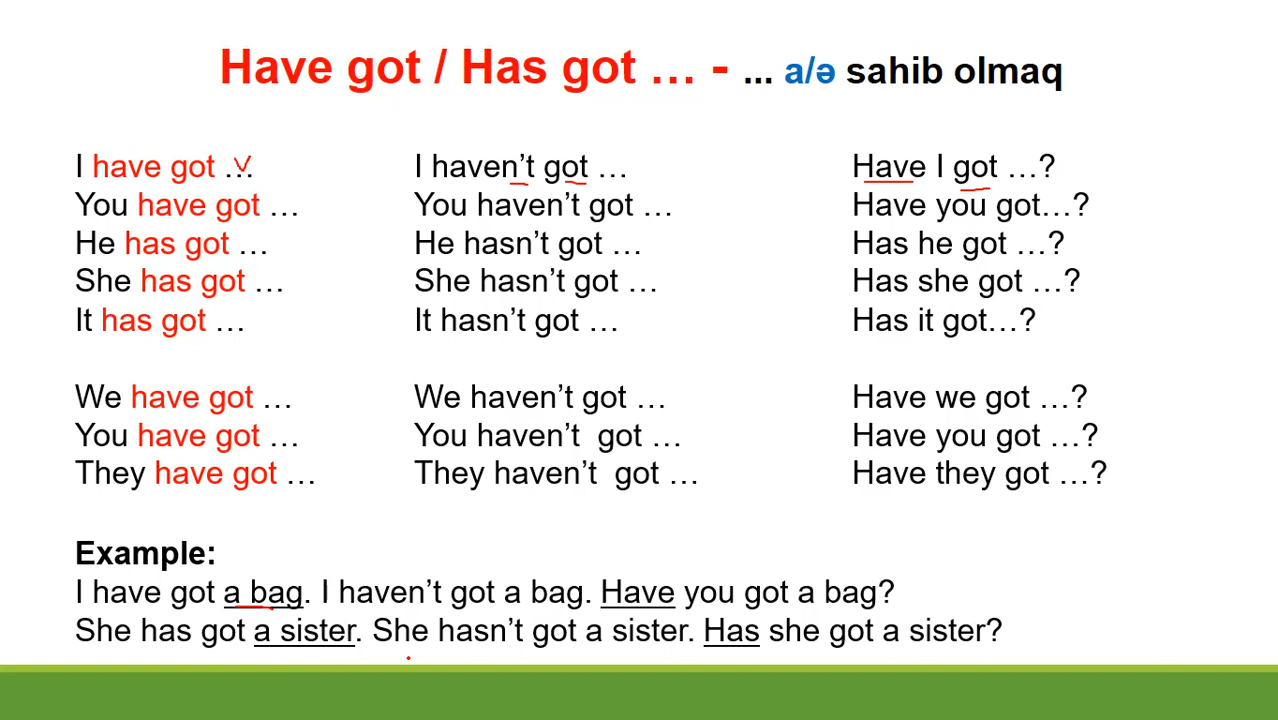 Have got / Has got … - ... a/ə sahib olmaq
I have got …
You have got …
He has got …
She has got …
It has got …
We have got …
You have got …
They have got …
I haven’t got …
You haven’t got …
He hasn’t got …
She hasn’t got …
It hasn’t got …
We haven’t got …
You haven’t got …
They haven’t got …
Have I got …?
Have you got…?
Has he got …?
Has she got …?
Has it got…?
Have we got …?
Have you got …?
Have they got …?
Example:
I have got a bag. I haven’t got a bag. Have you got a bag?
She has got a sister. She hasn’t got a sister. Has she got a sister?